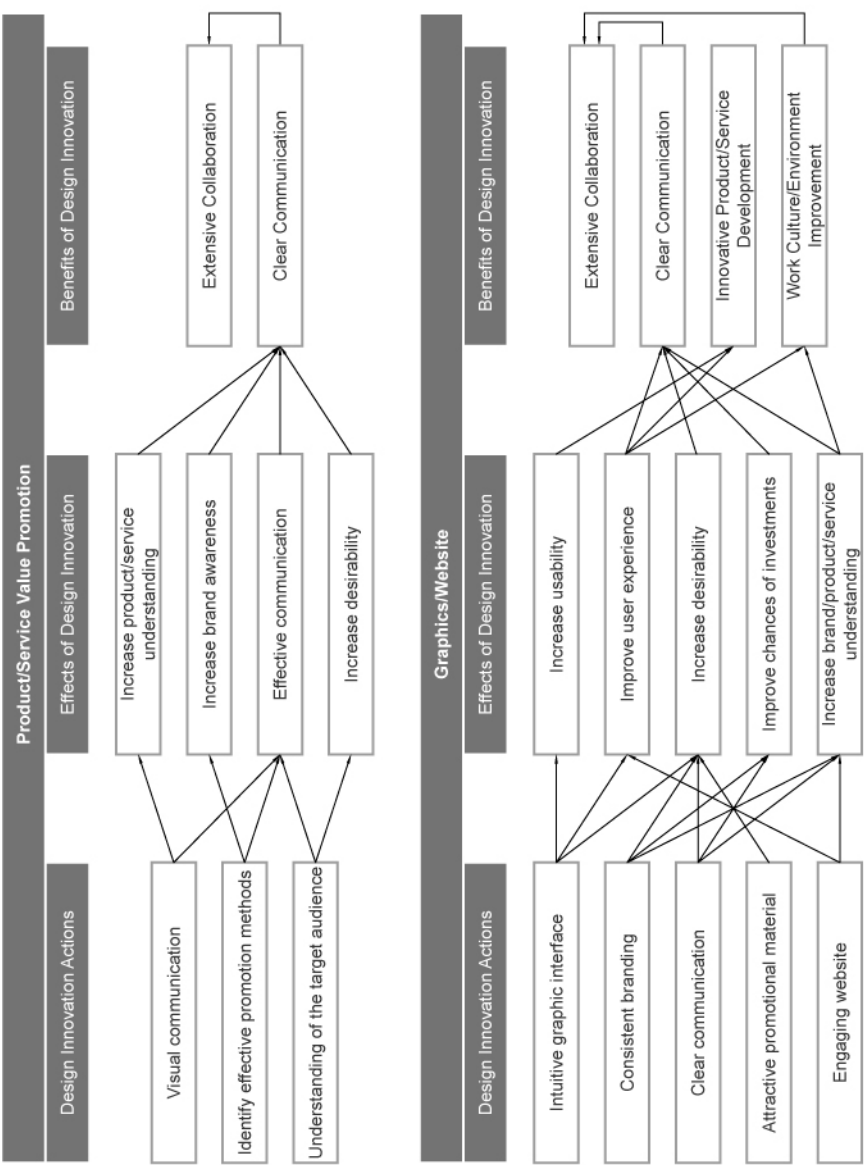 Product/Service Value Promotion
Design Innovation Actions
Effects of Design Innovation
Benefits of Design Innovation
Visual communication
Identify effective promotion methods
Understanding of the target audience
Increase product/service
understanding
Increase brand awareness
Effective communication
Increase desirability
Extensive Collaboration
Clear Communication
Graphics/Website
Design Innovation Actions
Effects of Design Innovation
Benefits of Design Innovation
Intuitive graphic interface
Consistent branding
Clear communication
Attractive promotional material
Engaging website
Increase usability
Improve user experience
Increase desirability
Improve chances of investments
Increase brand/product/service
understanding
Extensive Collaboration
Clear Communication
Innovative Product/Service
Development
Work Culture/Environment
Improvement